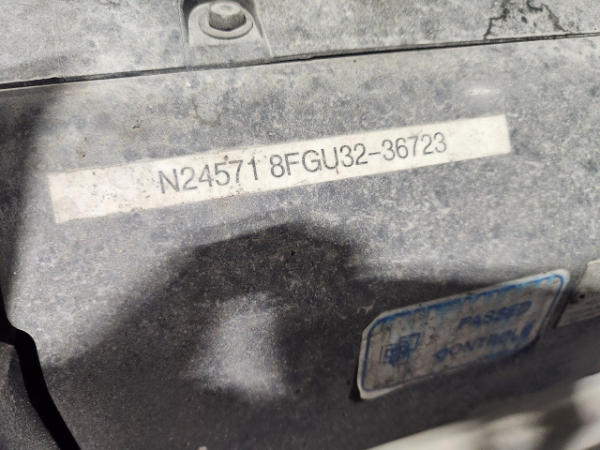 N24571 8FGU32-36723
PASSED
CONTROLE